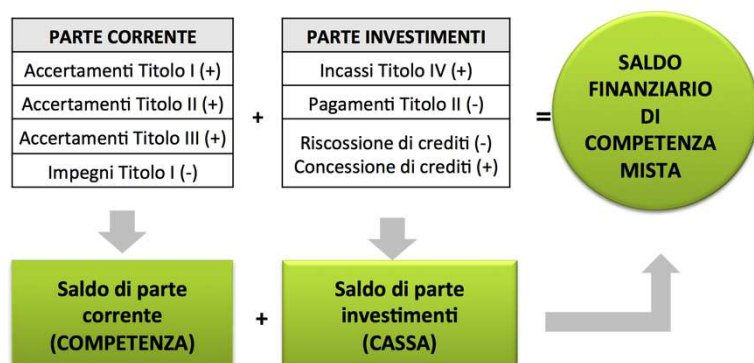 PARTE CORRENTE
Accertamenti Titolo I (+)
Accertamenti Titolo II (+)
Accertamenti Titolo III (+)
Impegni Titolo I (-)
+
PARTE INVESTIMENTI
Incassi Titolo IV (+)
Pagamenti Titolo II (-)
Riscossione di crediti (-)
Concessione di crediti (+)
=
SALDO
FINANZIARIO
DI
COMPETENZA
MISTA
Saldo di parte
corrente
(COMPETENZA)
+
Saldo di parte
investimenti
(CASSA)